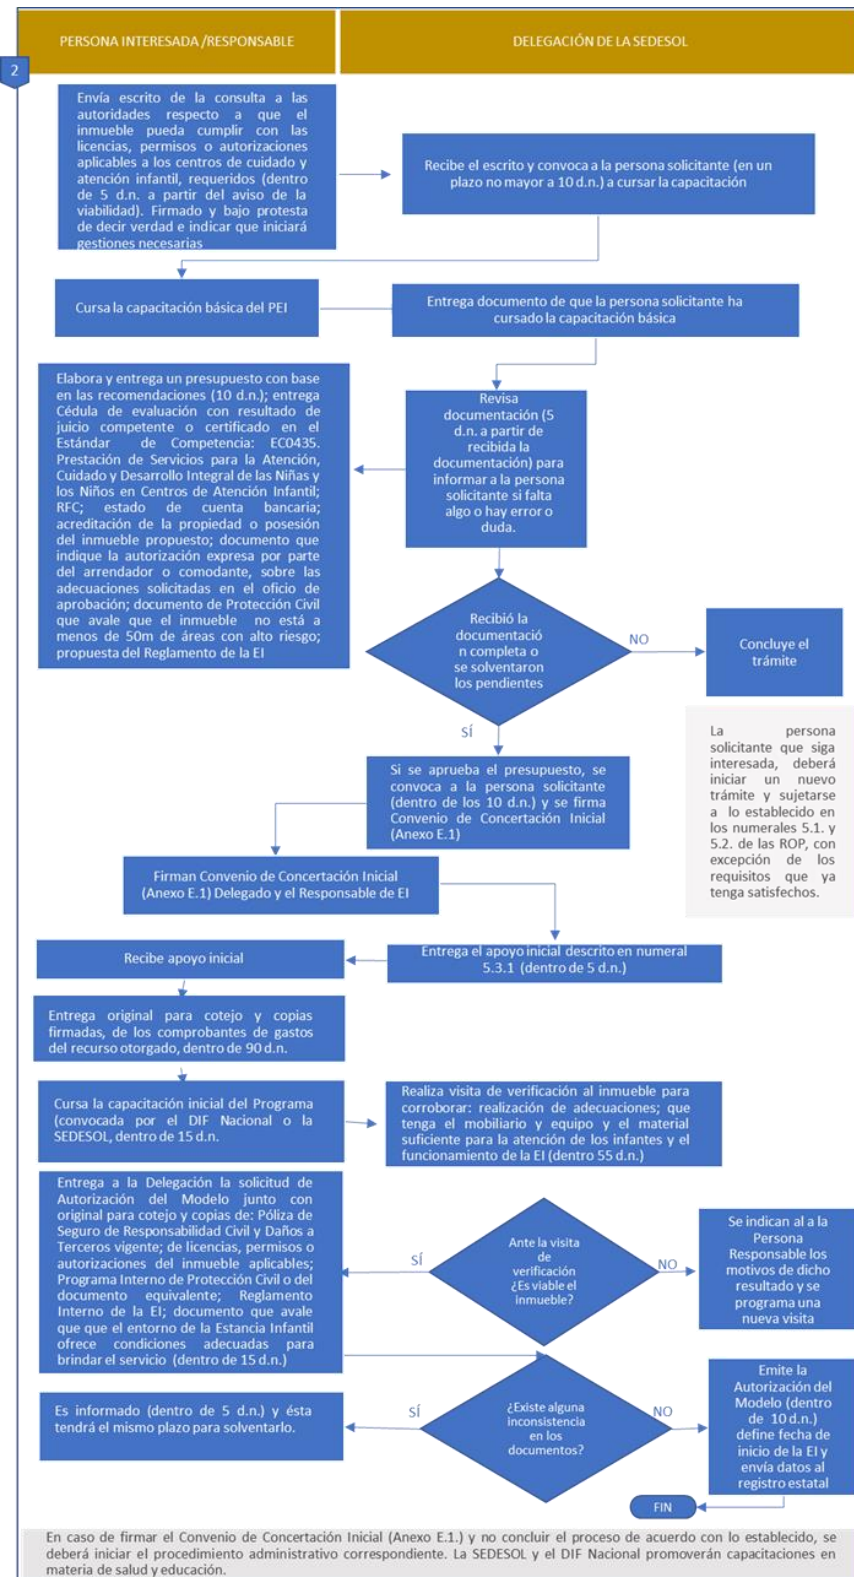 PERSONA INTERESADA /RESPONSABLE
DELEGACIÓN DE LA SEDESOL
2
Envía escrito de la consulta a las
autoridades respecto a que el
inmueble pueda cumplir con las
licencias, permisos o autorizaciones
aplicables a los centros de cuidado y
atención infantil, requeridos (dentro
de 5 d.n. a partir del aviso de la
viabilidad). Firmado y bajo protesta
de decir verdad e indicar que iniciará
gestiones necesarias
Recibe el escrito y convoca a la persona solicitante (en un
plazo no mayor a 10 d.n.) a cursar la capacitación
Cursa la capacitación básica del PEI
Entrega documento de que la persona solicitante ha
cursado la capacitación básica
Elabora y entrega un presupuesto con base
en las recomendaciones (10 d.n.); entrega
Cédula de evaluación con resultado de
juicio competente o certificado en el
Estándar de Competencia: EC0435.
Prestación de Servicios para la Atención,
Cuidado y Desarrollo Integral de las Niñas y
los Niños en Centros de Atención Infantil;
RFC; estado de cuenta bancaria;
acreditación de la propiedad o posesión
del inmueble propuesto; documento que
indique la autorización expresa por parte
del arrendador o comodante, sobre las
adecuaciones solicitadas en el oficio de
aprobación; documento de Protección Civil
que avale que el inmueble no está a
menos de 50m de áreas con alto riesgo;
propuesta del Reglamento de la EI
Revisa
documentación (5
d.n. a partir de
recibida la
documentación) para
informar a la persona
solicitante si falta
algo o hay error o
duda.
Recibió la
documentació
n completa o
se solventaron
los pendientes
NO
Concluye el
trámite
SÍ
La persona
solicitante que siga
interesada, deberá
iniciar un nuevo
trámite y sujetarse
a lo establecido en
los numerales 5.1. y
5.2. de las ROP, con
excepción de los
requisitos que ya
tenga satisfechos.
Si se aprueba el presupuesto, se
convoca a la persona solicitante
(dentro de los 10 d.n.) y se firma
Convenio de Concertación Inicial
(Anexo E.1)
Firman Convenio de Concertación Inicial
(Anexo E.1) Delegado y el Responsable de EI
Entrega el apoyo inicial descrito en numeral
5.3.1 (dentro de 5 d.n.)
Recibe apoyo inicial
Entrega original para cotejo y copias
firmadas, de los comprobantes de gastos
del recurso otorgado, dentro de 90 d.n.
Cursa la capacitación inicial del Programa
(convocada por el DIF Nacional o la
SEDESOL, dentro de 15 d.n.
Realiza visita de verificación al inmueble para
corroborar: realización de adecuaciones; que
tenga el mobiliario y equipo y el material
suficiente para la atención de los infantes y el
funcionamiento de la EI (dentro 55 d.n.)
Entrega a la Delegación la solicitud de
Autorización del Modelo junto con
original para cotejo y copias de: Póliza de
Seguro de Responsabilidad Civil y Daños a
Terceros vigente; de licencias, permisos o
autorizaciones del inmueble aplicables;
Programa Interno de Protección Civil o del
documento equivalente; Reglamento
Interno de la EI; documento que avale
que que el entorno de la Estancia Infantil
ofrece condiciones adecuadas para
brindar el servicio (dentro de 15 d.n.)
SÍ
Ante la visita
de
verificación
¿Es viable el
inmueble?
NO
Se indican al a la
Persona
Responsable los
motivos de dicho
resultado y se
programa una
nueva visita
Es informado (dentro de 5 d.n.) y ésta
tendrá el mismo plazo para solventarlo.
SÍ
¿Existe alguna
inconsistencia
en los
documentos?
NO
Emite la
Autorización del
Modelo (dentro
de 10 d.n.)
define fecha de
inicio de la EI y
envía datos al
registro estatal
FIN
En caso de firmar el Convenio de Concertación Inicial (Anexo E.1.) y no concluir el proceso de acuerdo con lo establecido, se
deberá iniciar el procedimiento administrativo correspondiente. La SEDESOL y el DIF Nacional promoverán capacitaciones en
materia de salud y educación.